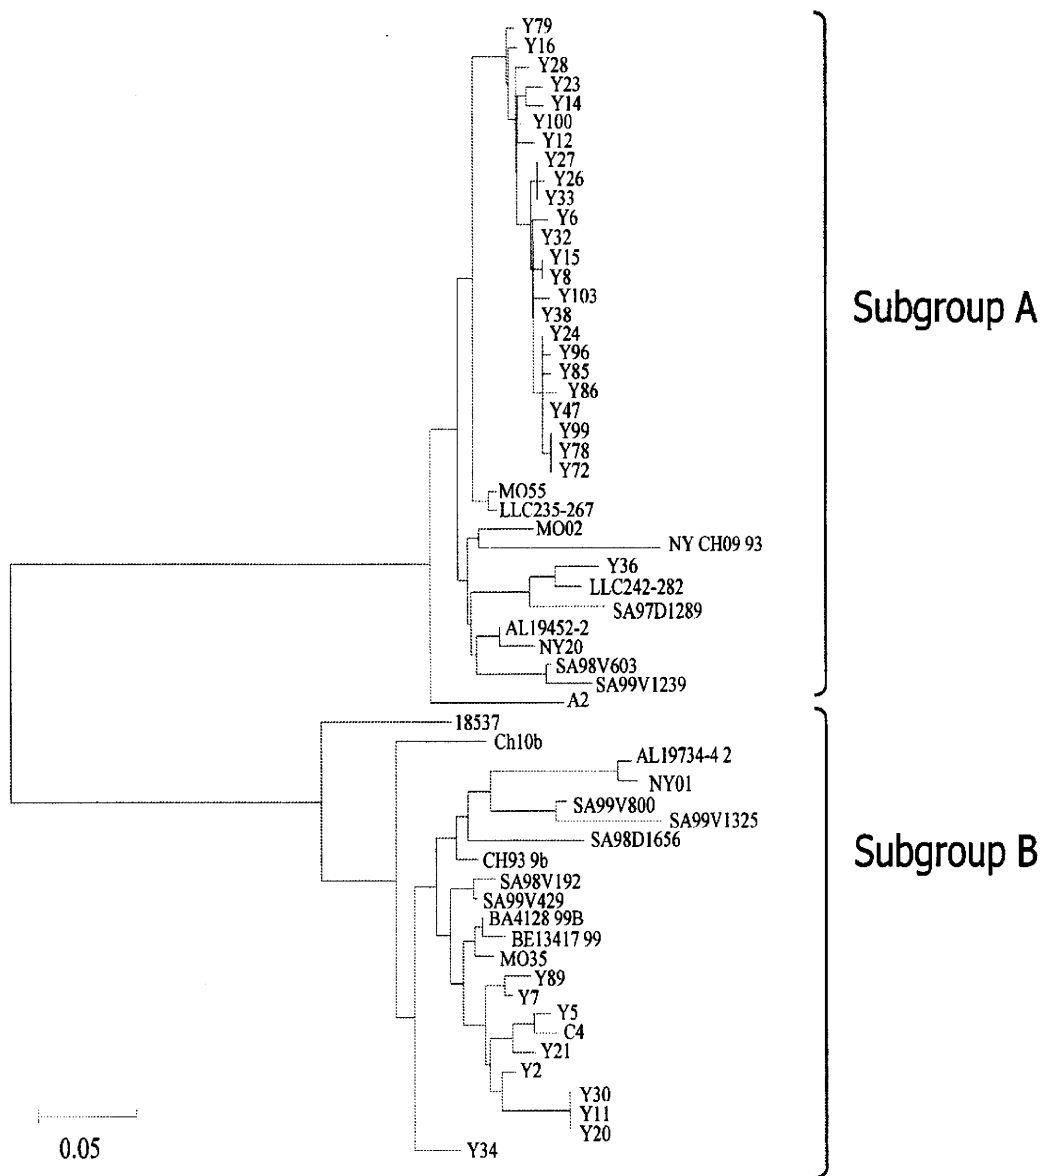 Y79
Y16
Y28
Y23
Y14
Y100
Y12
Y27
Y26
Y33
Y6
Y32
Y15
Y8
Y103
Y38
Y24
Y96
Y85
Y86
Y47
Y99
Y78
Y72
MO55
LLC235-267
MO02
NY CH09 93
Y36
LLC242-282
SA97D1289
AL19452-2
NY20
SA98V603
SA99V1239
A2
Subgroup A
18537
Ch10b
AL19734-4 2
NY01
SA99V800
SA99V1325
SA98D1656
CH93 9b
SA98V192
SA99V429
BA4128 99B
BE13417 99
MO35
Y89
Y7
Y5
C4
Y21
Y2
Y30
Y11
Y20
Y34
Subgroup B
0.05